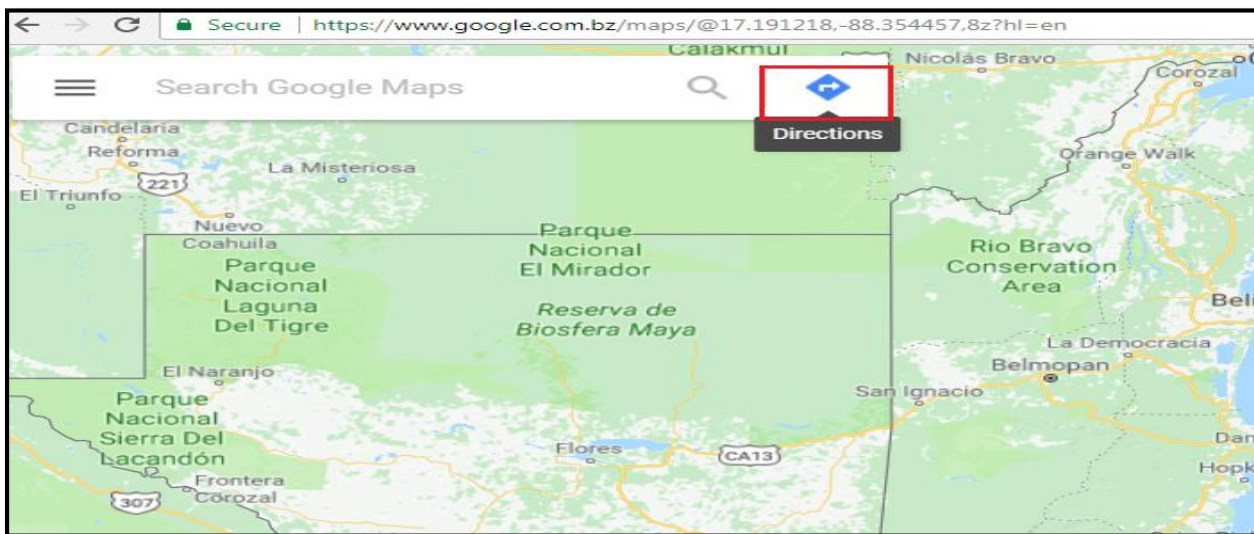 Secure | https://www.google.com.bz/maps/@17.191218,-88.354457,8z?hl=en
Calakmul
Nicolás Bravo
Corozal
Search Google Maps
Directions
Candelaria
Reforma
La Misteriosa
Orange Walk
221
El Triunfo
Nuevo
Coahuila
Parque
Nacional
El Mirador
Rio Bravo
Conservation
Area
Parque
Nacional
Laguna
Del Tigre
Reserva de
Biosfera Maya
Beli
La Democracia
Belmopan
El Naranjo
San Ignacio
Parque
Nacional
Sierra Del
Lacandón
Flores
CA13
Dan
Hopk
Frontera
Corozal
307